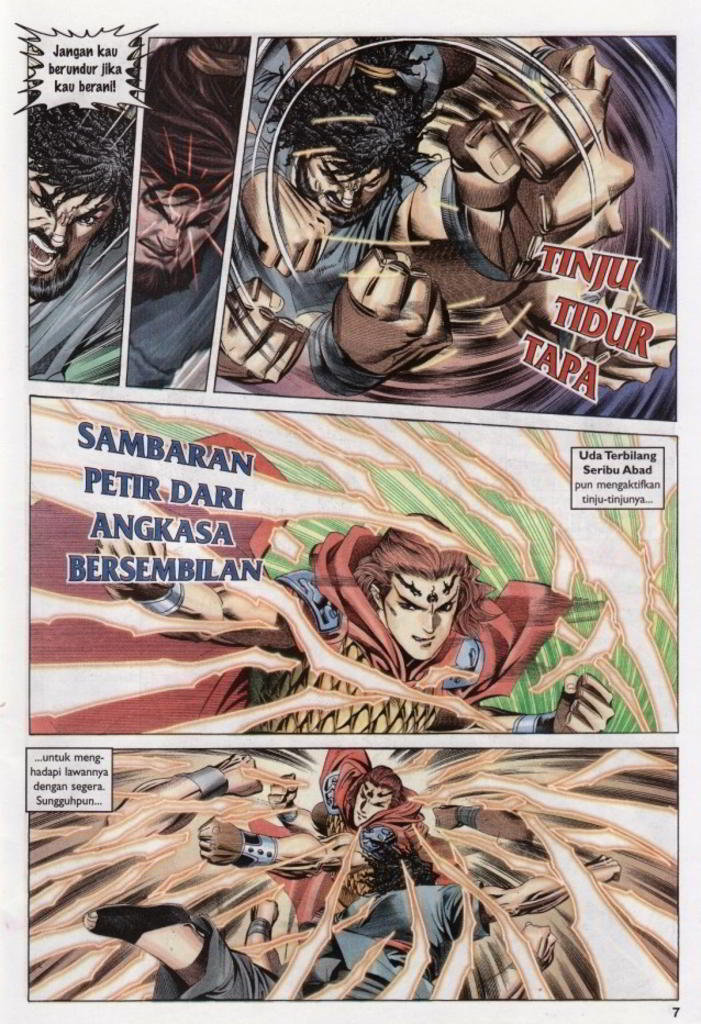 Jangan kau
berundur jika
kau berani!
TINJU
TIDUR
TAPA
SAMBARAN
PETIR DARI
ANGKASA
BERSEMBILAN
Uda Terbilang
Seribu Abad
pun mengaktifkan
tinju-tinjunya...
...untuk meng-
hadapi lawannya
dengan segera.
Sungguhpun...
7